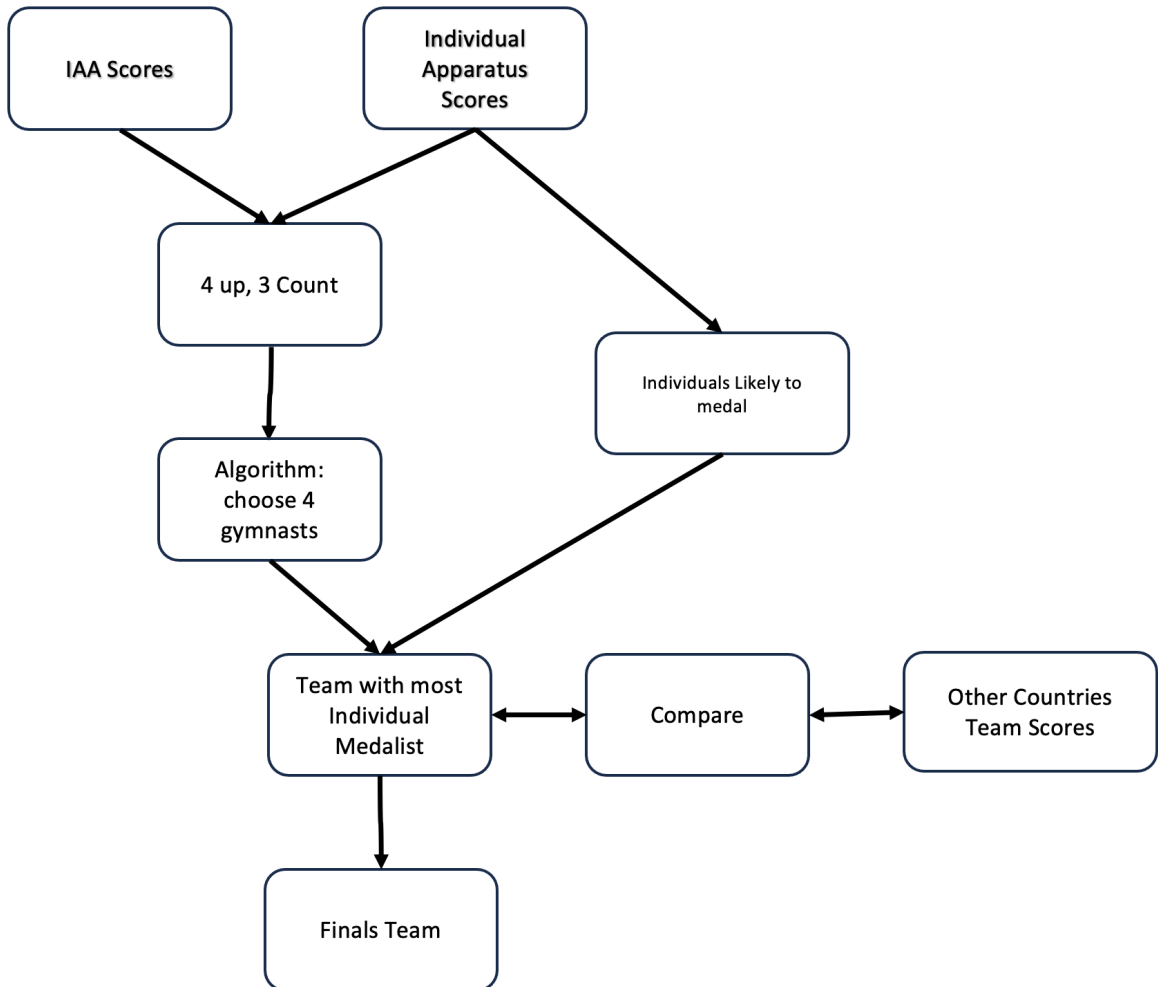 IAA Scores
Individual
Apparatus
Scores
4 up, 3 Count
Individuals Likely to
medal
Algorithm:
choose 4
gymnasts
Team with most
Individual
Medalist
Compare
Other Countries
Team Scores
Finals Team